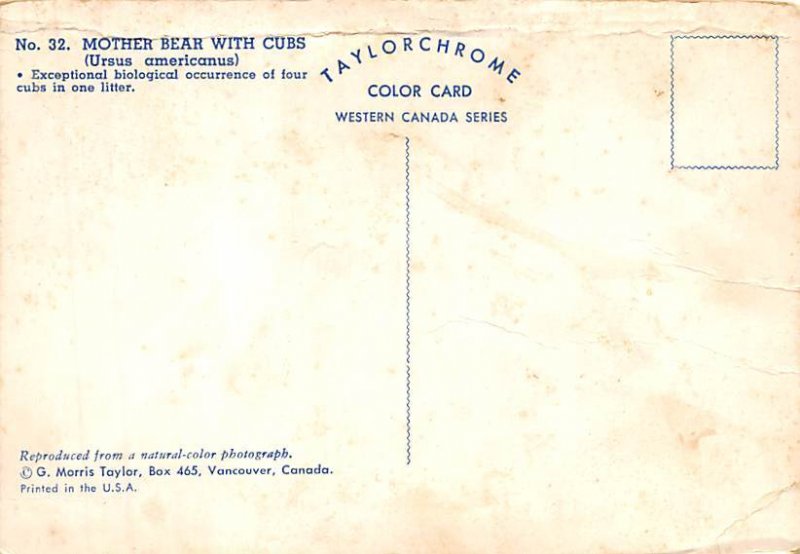 No. 32. MOTHER BEAR WITH CUBS
(Ursus americanus)
• Exceptional biological occurrence of four
cubs in one litter.
TAYLORCHROME
COLOR CARD
WESTERN CANADA SERIES
Reproduced from a natural-color photograph.
© G. Morris Taylor, Box 465, Vancouver, Canada.
Printed in the U.S.A.